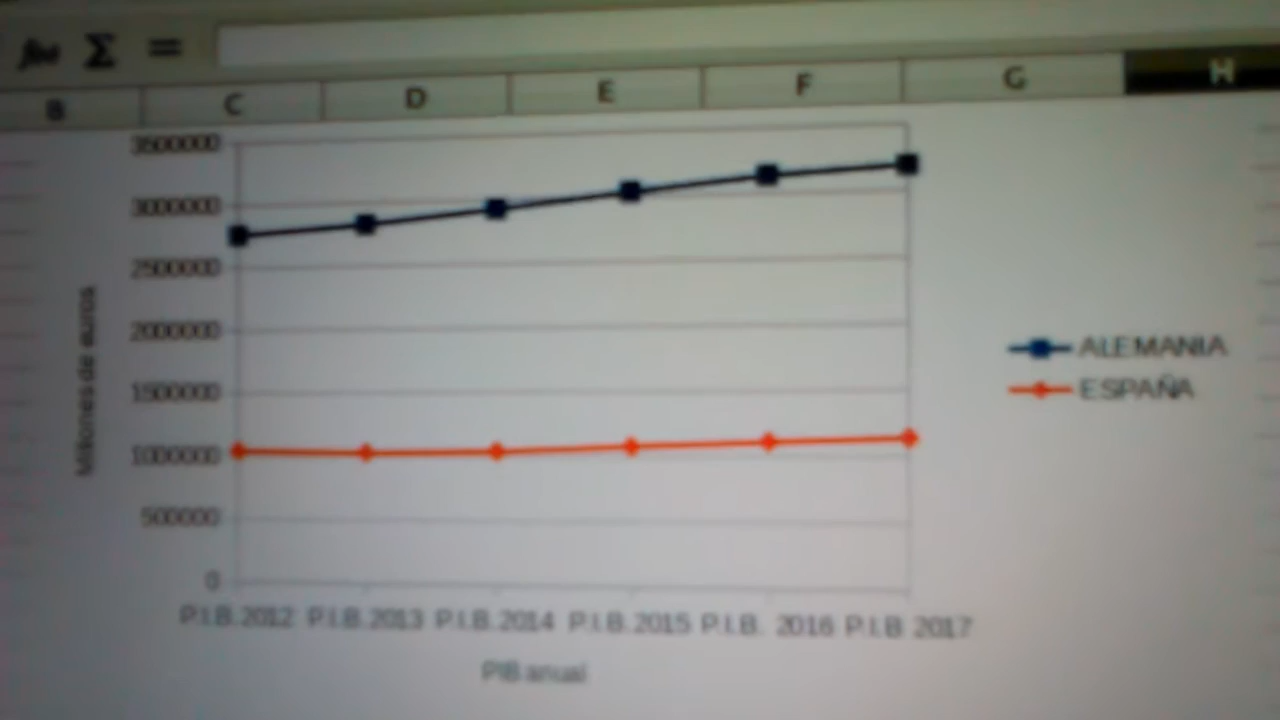 Σ =
B C D E F G H
3500000
3000000
2500000
2000000
1500000
1000000
500000
0
Millones de euros
P.I.B.2012 P.I.B.2013 P.I.B.2014 P.I.B.2015 P.I.B. 2016 P.I.B 2017
PIB anual
ALEMANIA
ESPAÑA